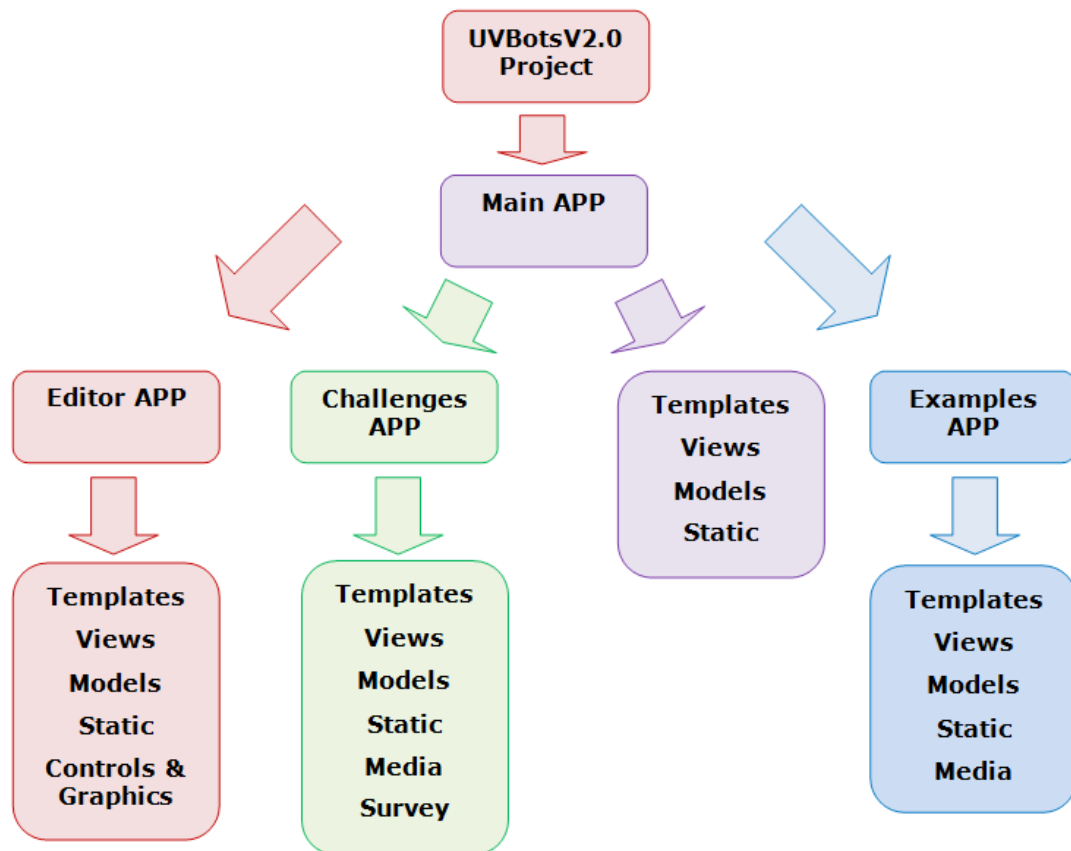 UVBotsV2.0
Project
Main APP
Editor APP
Challenges
APP
Templates
Views
Models
Static
Examples
APP
Templates
Views
Models
Static
Controls &
Graphics
Templates
Views
Models
Static
Media
Survey
Templates
Views
Models
Static
Media